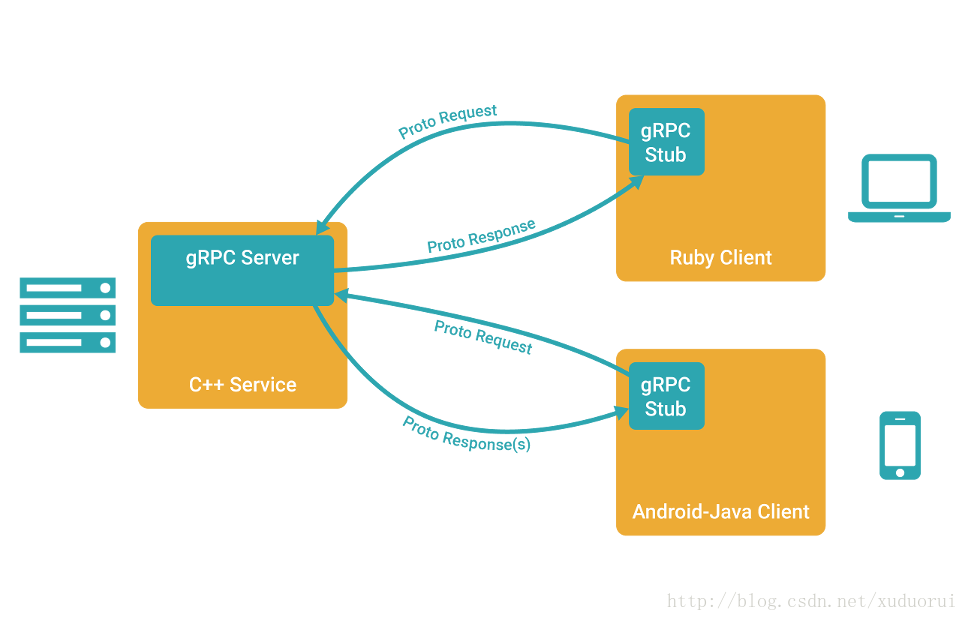 Proto Request
gRPC
Stub
Proto Response
Ruby Client
gRPC Server
C++ Service
Proto Request
gRPC
Stub
Proto Response(s)
Android-Java Client
http://blog.csdn.net/xuduorui